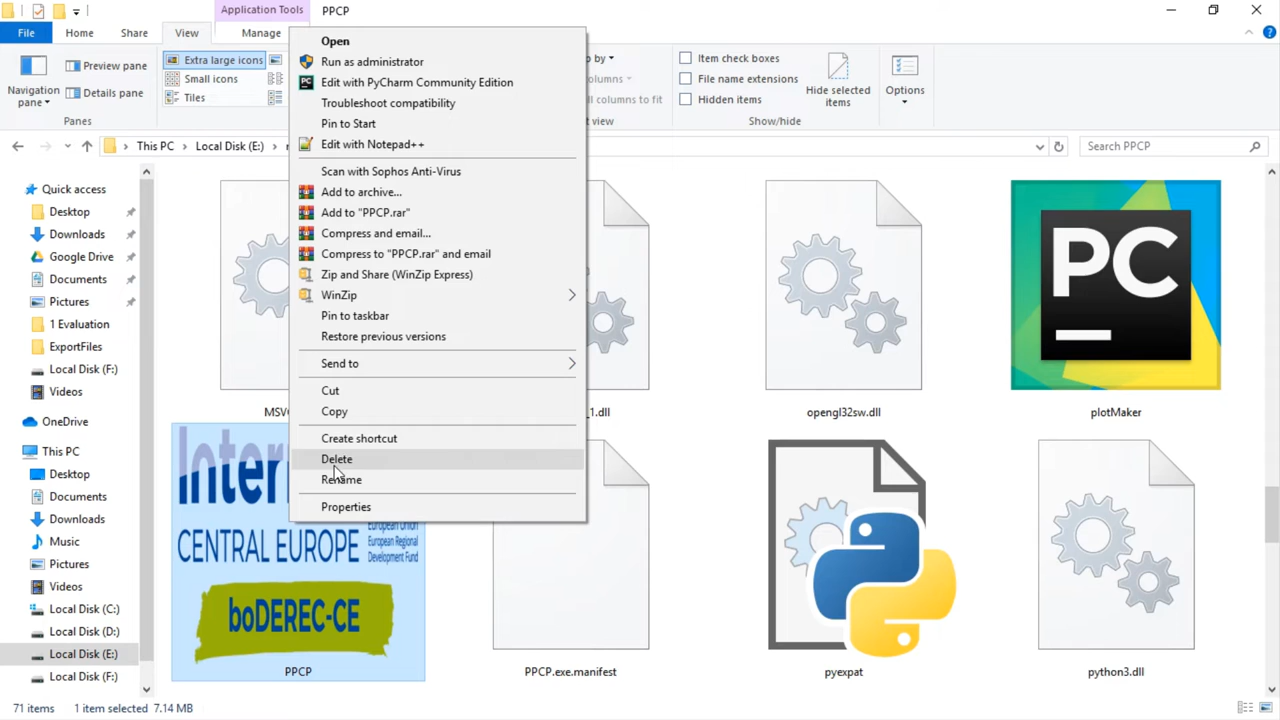 Application Tools
PPCP
File
Home
Share
View
Manage
Navigation pane
Preview pane
Details pane
Panes
Extra large icons
Small icons
Tiles
Item check boxes
File name extensions
Hidden items
Hide selected items
Show/hide
Options
This PC
Local Disk (E:)
Search PPCP
Quick access
Desktop
Downloads
Google Drive
Documents
Pictures
1 Evaluation
ExportFiles
Local Disk (F:)
Videos
OneDrive
This PC
Desktop
Documents
Downloads
Music
Pictures
Videos
Local Disk (C:)
Local Disk (D:)
Local Disk (E:)
Local Disk (F:)
Open
Run as administrator
Edit with PyCharm Community Edition
Troubleshoot compatibility
Pin to Start
Edit with Notepad++
Scan with Sophos Anti-Virus
Add to archive...
Add to "PPCP.rar"
Compress and email...
Compress to "PPCP.rar" and email
Zip and Share (WinZip Express)
WinZip
Pin to taskbar
Restore previous versions
Send to
Cut
Copy
Create shortcut
Delete
Rename
Properties
_1.dll
opengl32sw.dll
PC
plotMaker
CENTRAL EUROPE
European Union
European Regional
Development Fund
boDEREC-CE
PPCP
PPCP.exe.manifest
pyexpat
python3.dll
71 items
1 item selected 7.14 MB